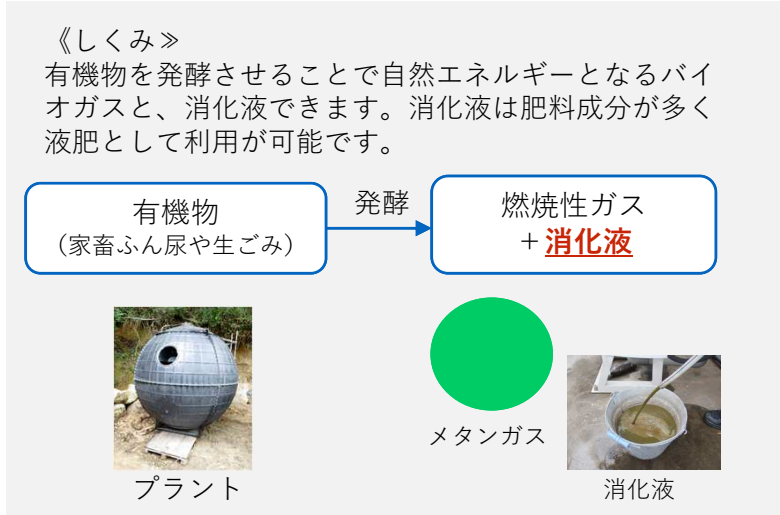 《しくみ≫
有機物を発酵させることで自然エネルギーとなるバイ
オガスと、消化液できます。消化液は肥料成分が多く
液肥として利用が可能です。
有機物
（家畜ふん尿や生ごみ）
発酵
燃焼性ガス
＋消化液
プラント
メタンガス
消化液